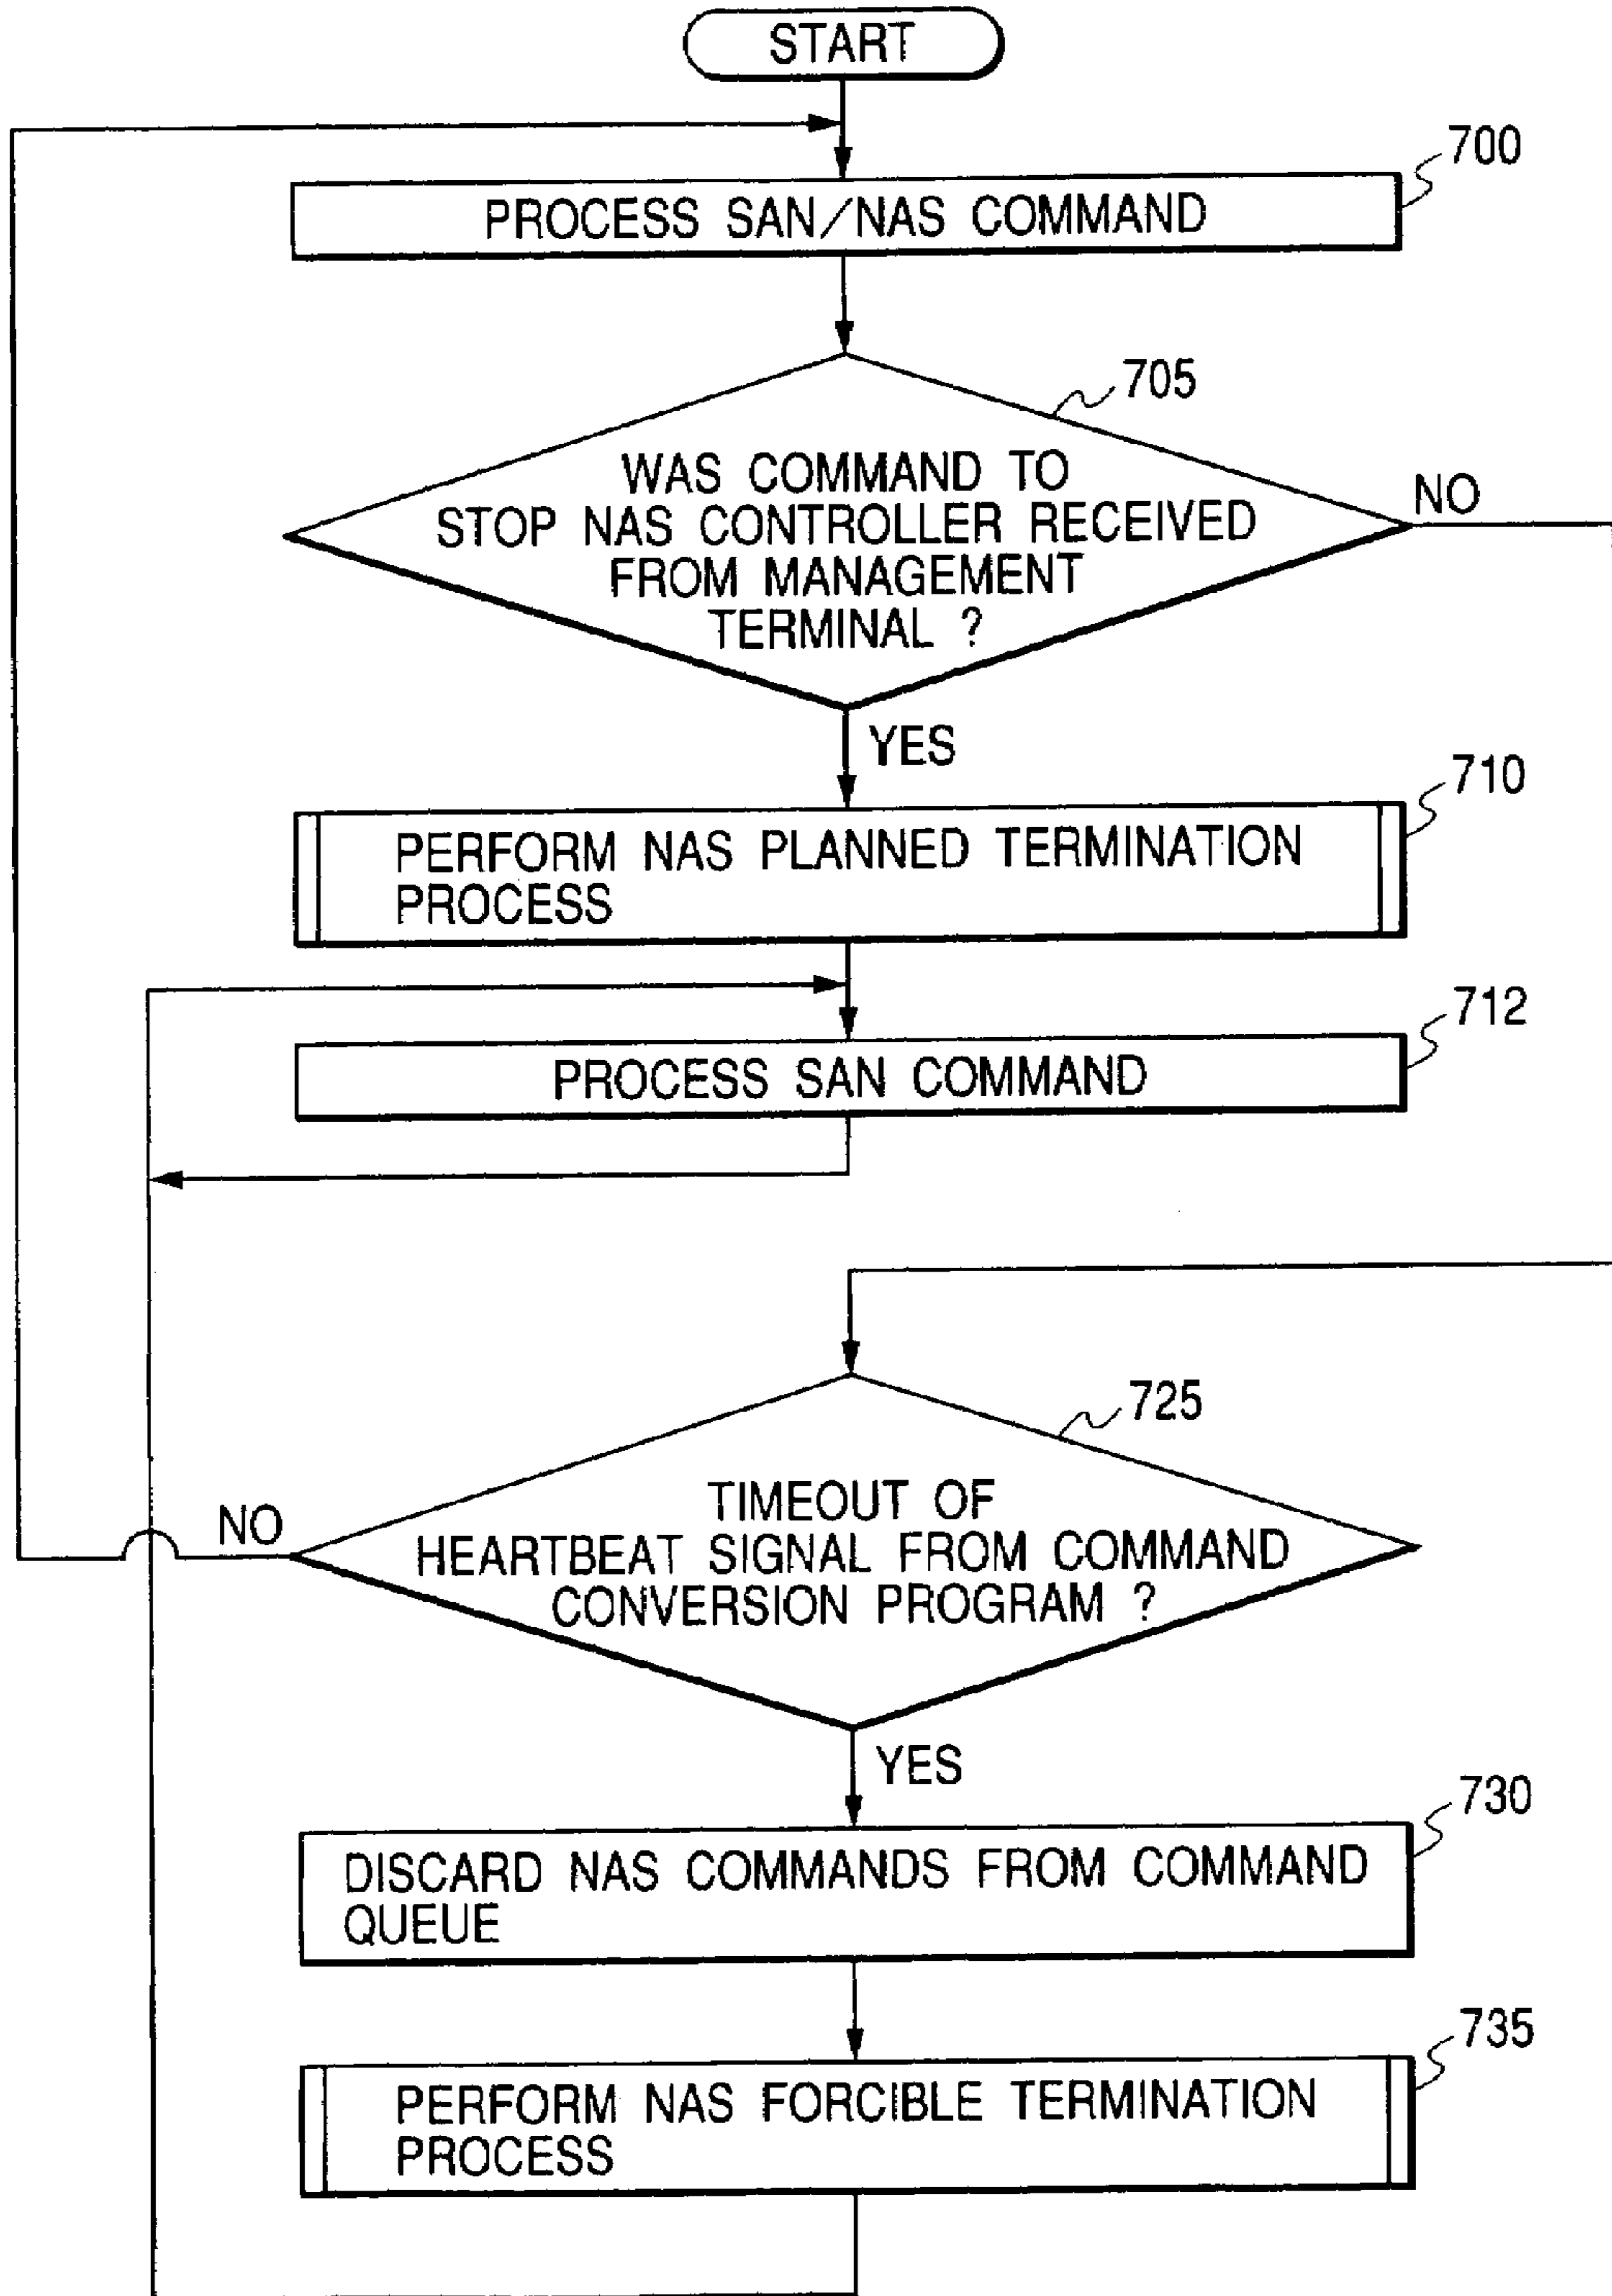 START
700
PROCESS SAN/NAS COMMAND
705
WAS COMMAND TO
STOP NAS CONTROLLER RECEIVED
FROM MANAGEMENT
TERMINAL ?
NO
YES
710
PERFORM NAS PLANNED TERMINATION
PROCESS
712
PROCESS SAN COMMAND
725
TIMEOUT OF
HEARTBEAT SIGNAL FROM COMMAND
CONVERSION PROGRAM ?
NO
YES
730
DISCARD NAS COMMANDS FROM COMMAND
QUEUE
735
PERFORM NAS FORCIBLE TERMINATION
PROCESS